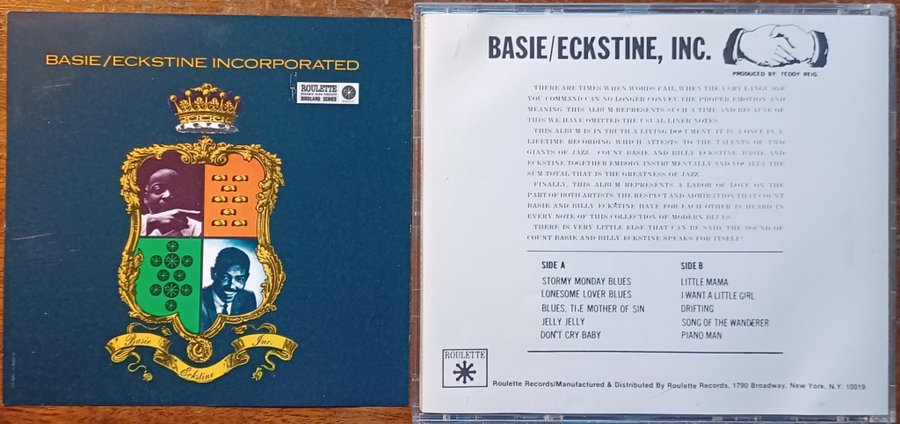 BASIE/ECKSTINE INCORPORATED
ROULETTE
BIRDLAND SERIES
Basie Inc.
Eckstine
BASIE/ECKSTINE, INC.
PRODUCED BY TEDDY REIG
THERE ARE TIMES WHEN WORDS FAIL, WHEN THE VERY LANGUAGE
YOU COMMAND CAN NO LONGER CONVEY THE PROPER EMOTION AND
MEANING THIS ALBUM REPRESENTS SUCH A TIME AND BECAUSE OF
THIS WE HAVE OMITTED THE USUAL LINER NOTES.
THIS ALBUM IS IN TRUTH A LIVING DOCUMENT. IT IS A ONCE IN A
LIFETIME RECORDING WHICH ATTESTS TO THE TALENTS OF TWO
GIANTS OF JAZZ - COUNT BASIE AND BILLY ECKSTINE. BASIE AND
ECKSTINE TOGETHER EMBODY INSTRUMENTALLY AND VOCALLY THE
SUM TOTAL THAT IS THE GREATNESS OF JAZZ.
FINALLY, THIS ALBUM REPRESENTS A LABOR OF LOVE ON THE
PART OF BOTH ARTISTS. THE RESPECT AND ADMIRATION THAT COUNT
BASIE AND BILLY ECKSTINE HAVE FOR EACH OTHER IS HEARD IN
EVERY NOTE OF THIS COLLECTION OF MODERN BLUES.
THERE IS VERY LITTLE ELSE THAT CAN BE SAID. THE SOUND OF
COUNT BASIE AND BILLY ECKSTINE SPEAKS FOR ITSELF!
SIDE A
STORMY MONDAY BLUES
LONESOME LOVER BLUES
BLUES, THE MOTHER OF SIN
JELLY JELLY
DON'T CRY BABY
SIDE B
LITTLE MAMA
I WANT A LITTLE GIRL
DRIFTING
SONG OF THE WANDERER
PIANO MAN
ROULETTE
Roulette Records/Manufactured & Distributed By Roulette Records, 1790 Broadway, New York, N.Y. 10019